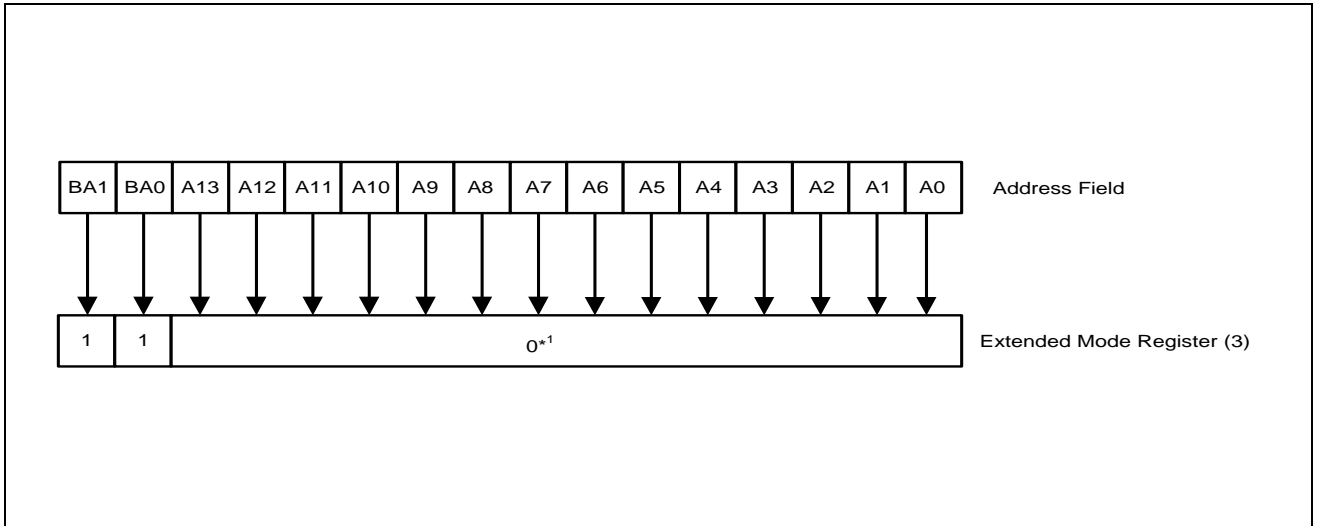 BA1 BA0 A13 A12 A11 A10 A9 A8 A7 A6 A5 A4 A3 A2 A1 A0 Address Field
1 1 0*1 Extended Mode Register (3)